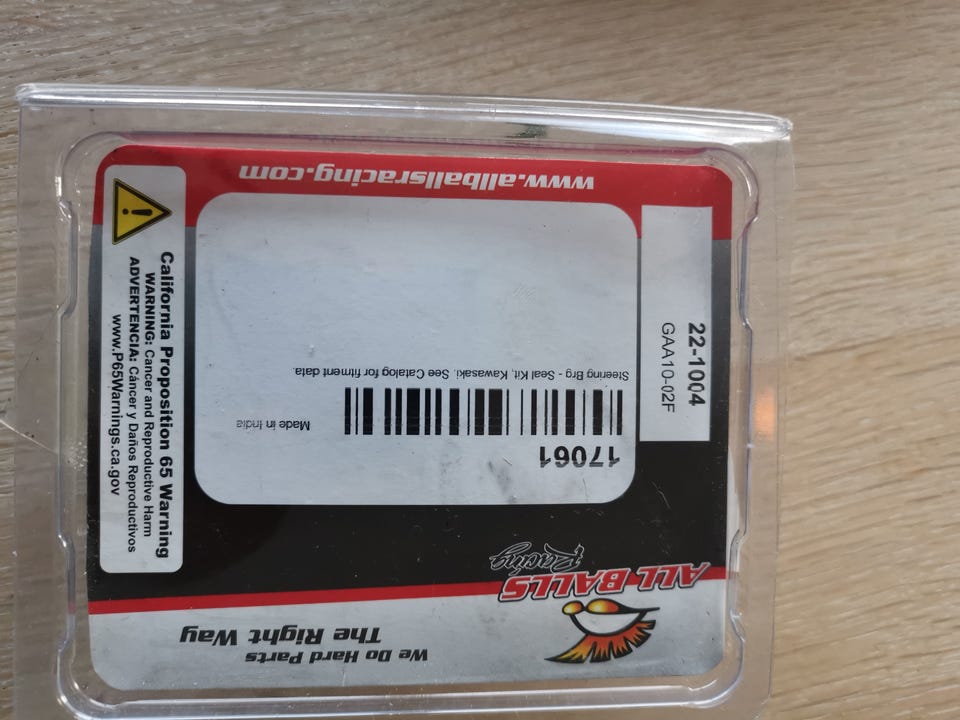 We Do Hard Parts
The Right Way
ALL BALLS
Racing
17061
Made in India
Steering Brg - Seal Kit, Kawasaki. See Catalog for fitment data.
www.allballsracing.com
22-1004
GAA10-02F
California Proposition 65 Warning
WARNING: Cancer and Reproductive Harm
ADVERTENCIA: Cáncer y Daños Reproductivos
www.P65Warnings.ca.gov